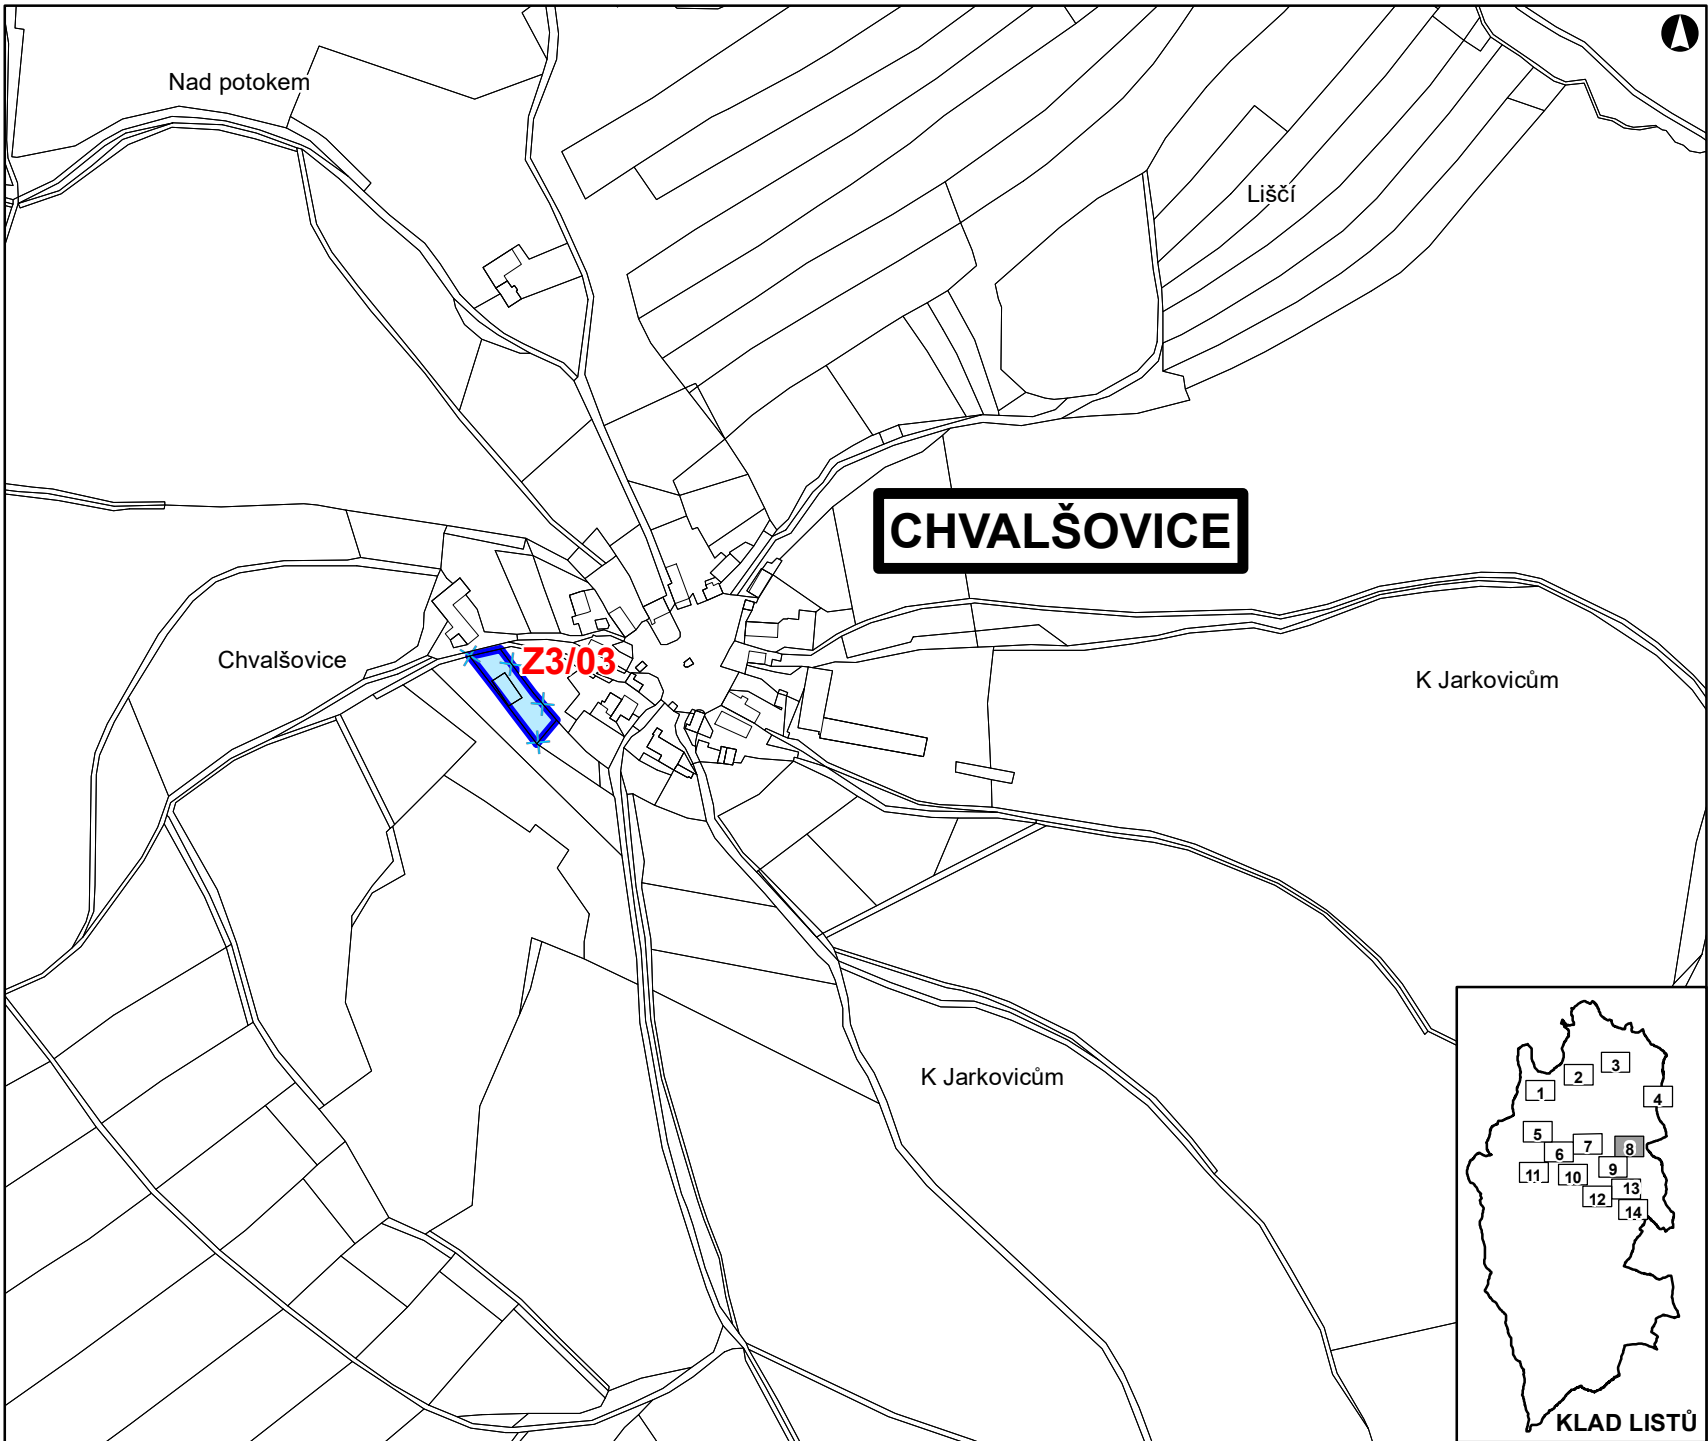 Nad potokem
Liščí
CHVALŠOVICE
Chvalšovice
Z3/03
K Jarkovicům
K Jarkovicům
3
2
1
4
5
7
8
6
9
11
10
13
12
14
KLAD LISTŮ